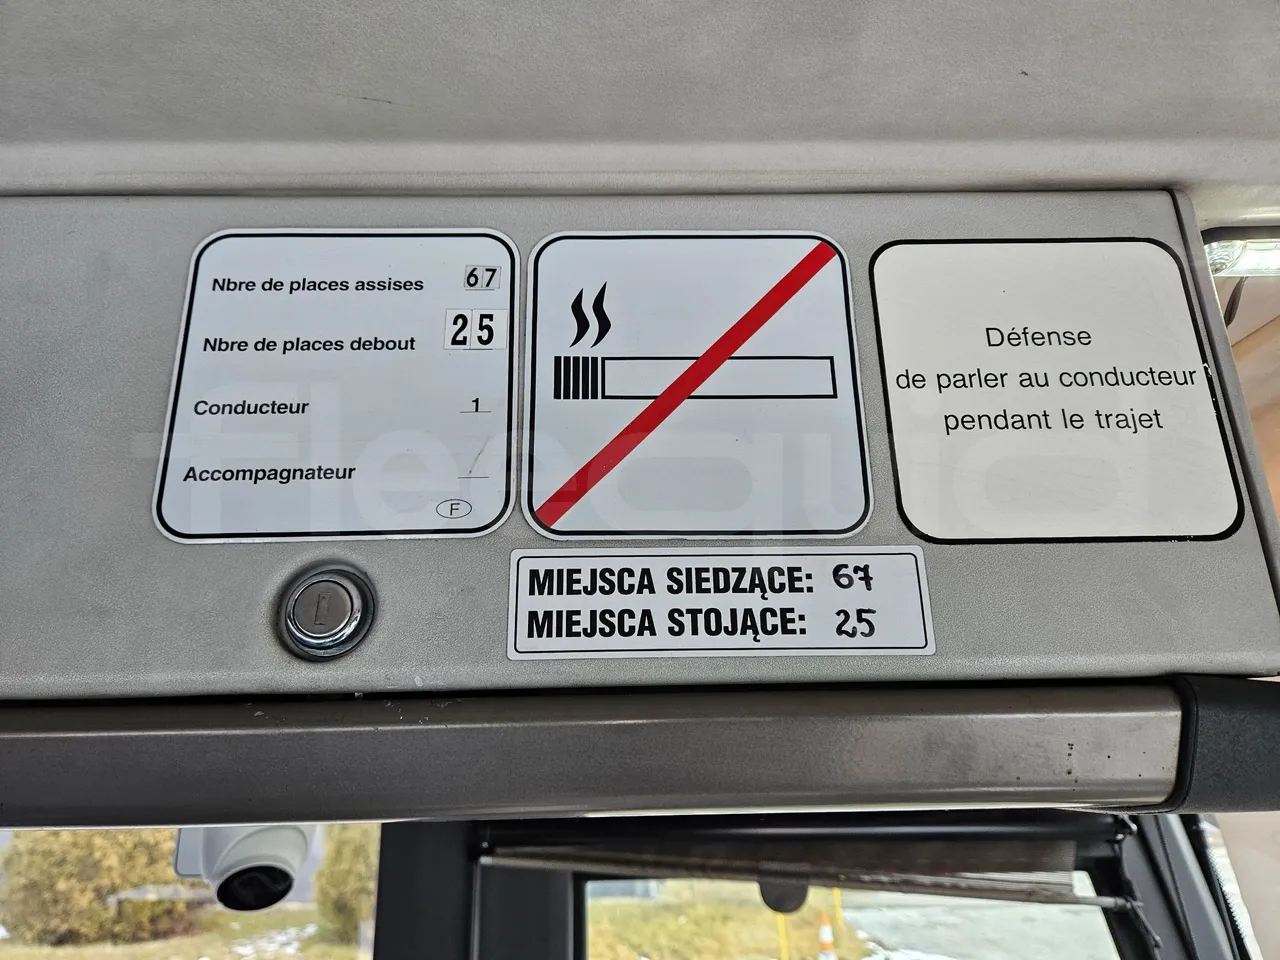 Nbre de places assises 67
Nbre de places debout 25
Conducteur 1
Accompagnateur /
F
Défense
de parler au conducteur
pendant le trajet
MIEJSCA SIEDZĄCE: 67
MIEJSCA STOJĄCE: 25
fleequid